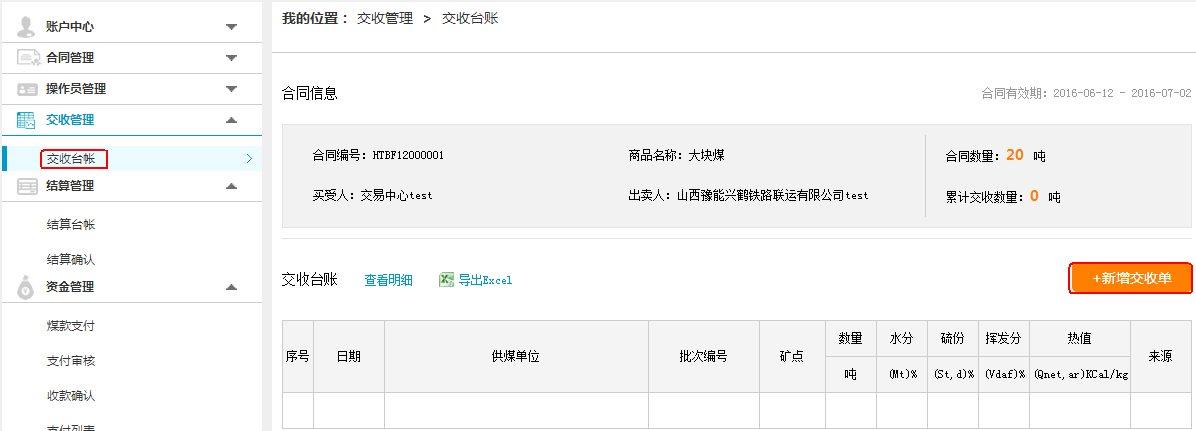 账户中心
合同管理
操作员管理
交收管理
交收台帐
结算管理
结算台帐
结算确认
资金管理
煤款支付
支付审核
收款确认
支付列表
我的位置： 交收管理 > 交收台账
合同信息
合同有效期: 2016-06-12 - 2016-07-02
合同编号: HTBF12000001 商品名称: 大块煤 合同数量: 20 吨
买受人: 交易中心test 出卖人: 山西豫能兴鹤铁路联运有限公司test 累计交收数量: 0 吨
交收台账 查看明细 导出Excel +新增交收单
序号 日期 供煤单位 批次编号 矿点 数量 水分 硫份 挥发分 热值 来源
吨 (Mt)% (St,d)% (Vdaf)% (Qnet,ar)KCal/kg